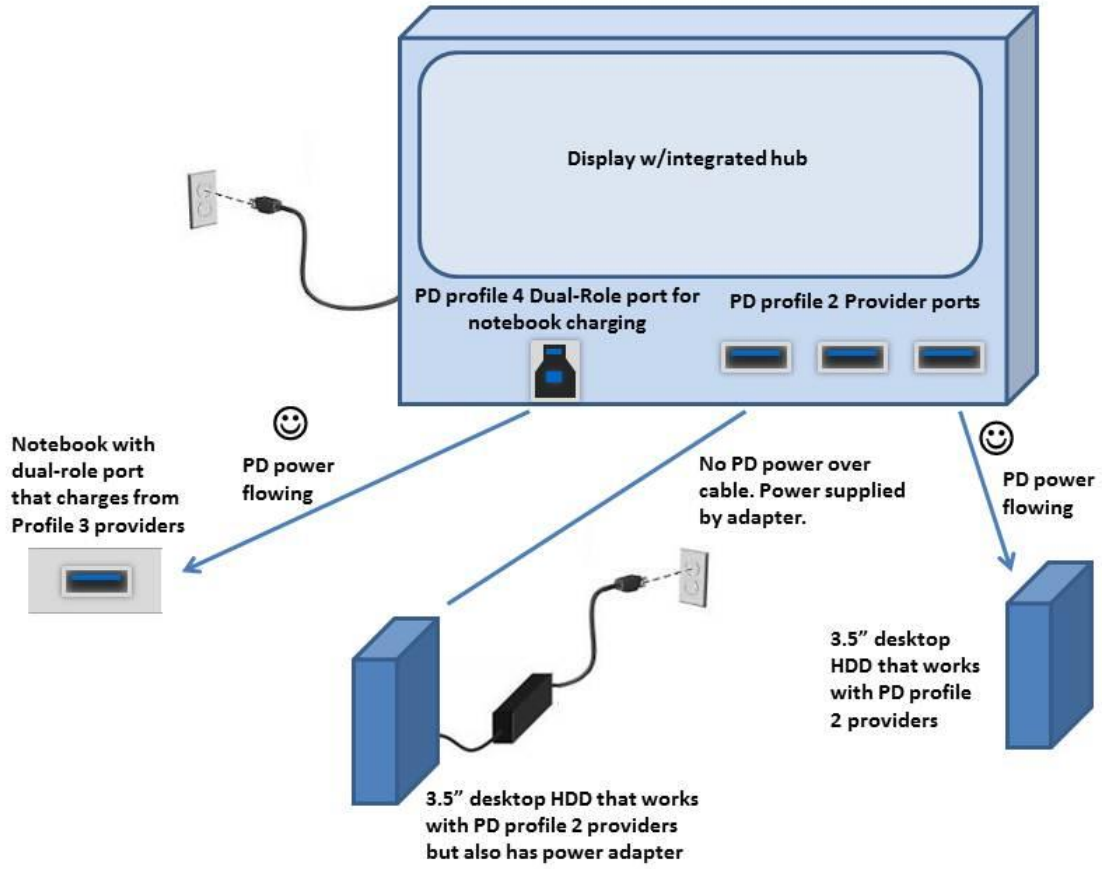 Display w/integrated hub
PD profile 4 Dual-Role port for
notebook charging
PD profile 2 Provider ports
Notebook with
dual-role port
that charges from
Profile 3 providers
PD power
flowing
No PD power over
cable. Power supplied
by adapter.
PD power
flowing
3.5” desktop
HDD that works
with PD profile
2 providers
3.5” desktop HDD that works
with PD profile 2 providers
but also has power adapter